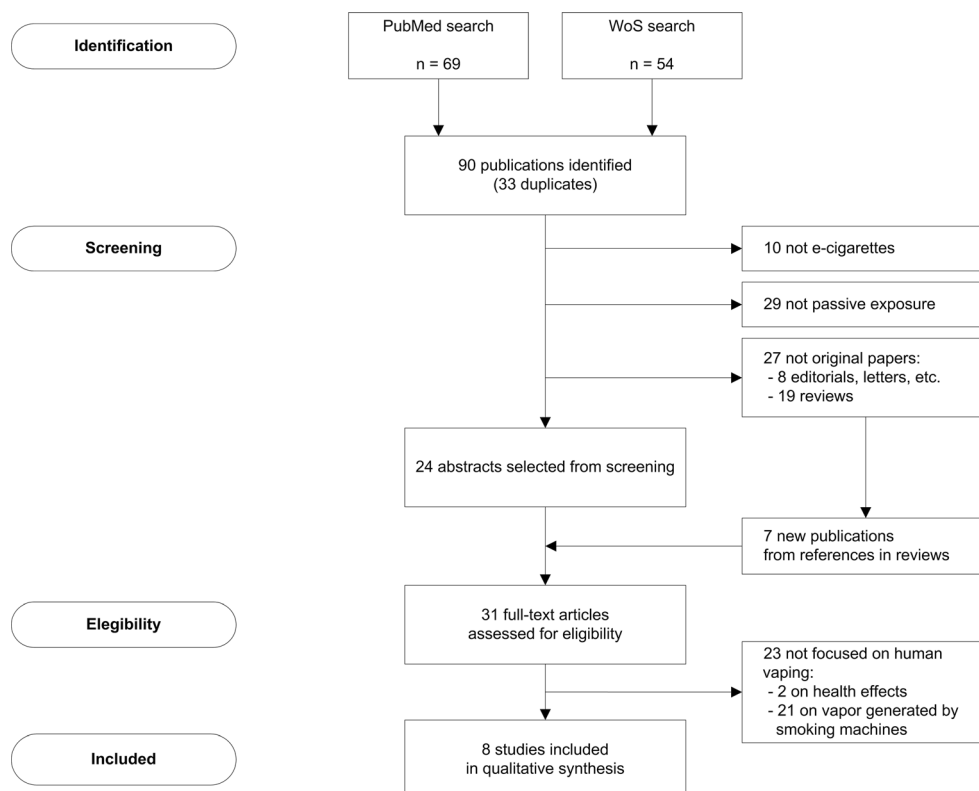 Identification
PubMed search
n = 69
WoS search
n = 54
90 publications identified
(33 duplicates)
Screening
10 not e-cigarettes
29 not passive exposure
27 not original papers:
- 8 editorials, letters, etc.
- 19 reviews
24 abstracts selected from screening
7 new publications
from references in reviews
Elegibility
31 full-text articles
assessed for eligibility
23 not focused on human
vaping:
- 2 on health effects
- 21 on vapor generated by
smoking machines
Included
8 studies included
in qualitative synthesis